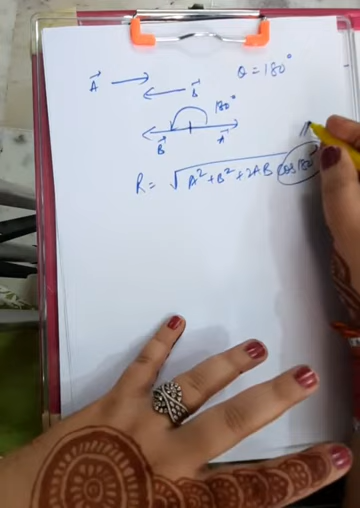 A⃗ B⃗ θ = 180°
180°
B⃗ A⃗
R = √A² + B² + 2AB cos 180°